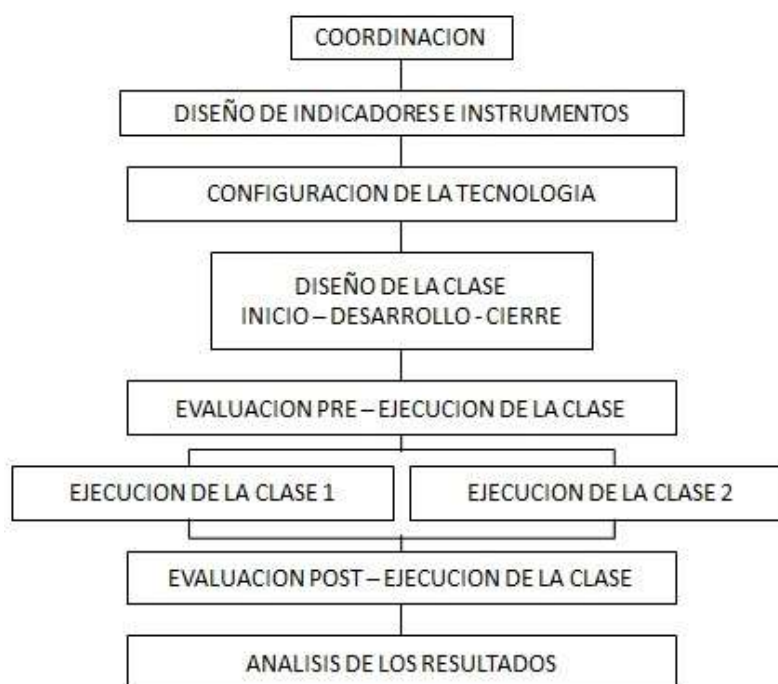 COORDINACION
DISEÑO DE INDICADORES E INSTRUMENTOS
CONFIGURACION DE LA TECNOLOGIA
DISEÑO DE LA CLASE
INICIO – DESARROLLO - CIERRE
EVALUACION PRE – EJECUCION DE LA CLASE
EJECUCION DE LA CLASE 1
EJECUCION DE LA CLASE 2
EVALUACION POST – EJECUCION DE LA CLASE
ANALISIS DE LOS RESULTADOS